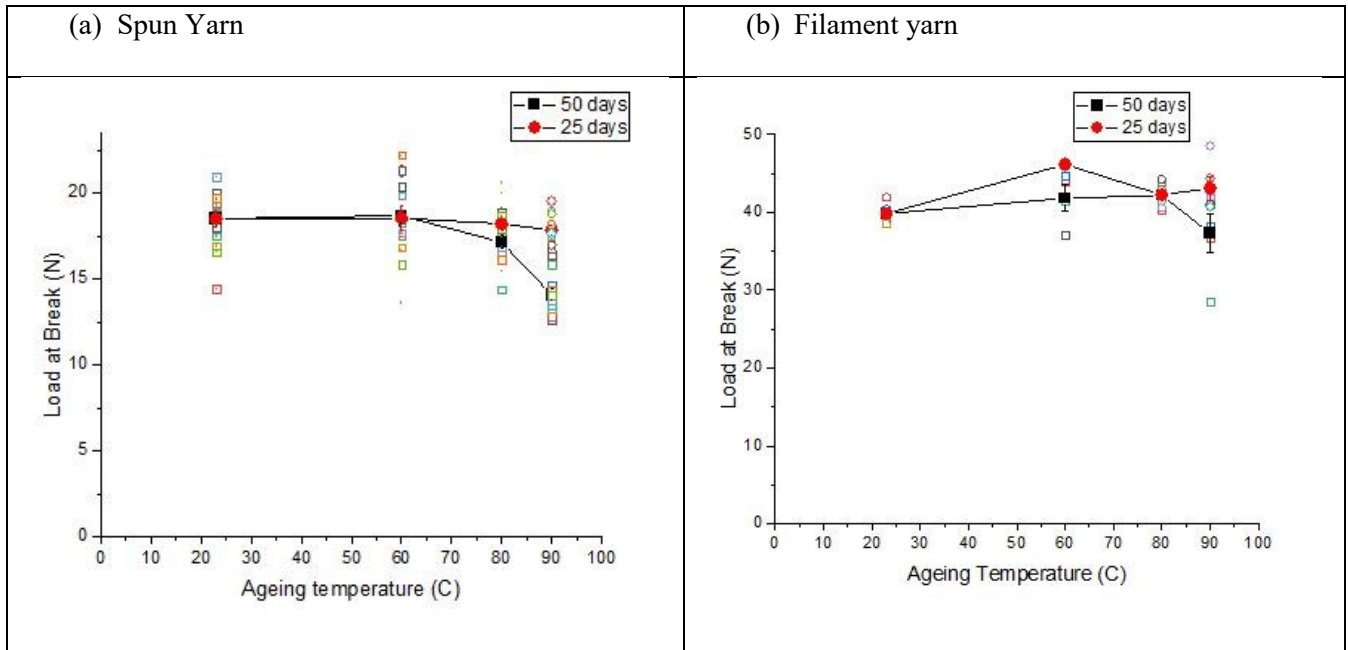 (a) Spun Yarn
(b) Filament yarn
50 days
25 days
20
15
10
5
0
Load at Break (N)
0 10 20 30 40 50 60 70 80 90 100
Ageing temperature (C)
50 days
25 days
50
40
30
20
10
0
Load at Break (N)
0 10 20 30 40 50 60 70 80 90 100
Ageing Temperature (C)